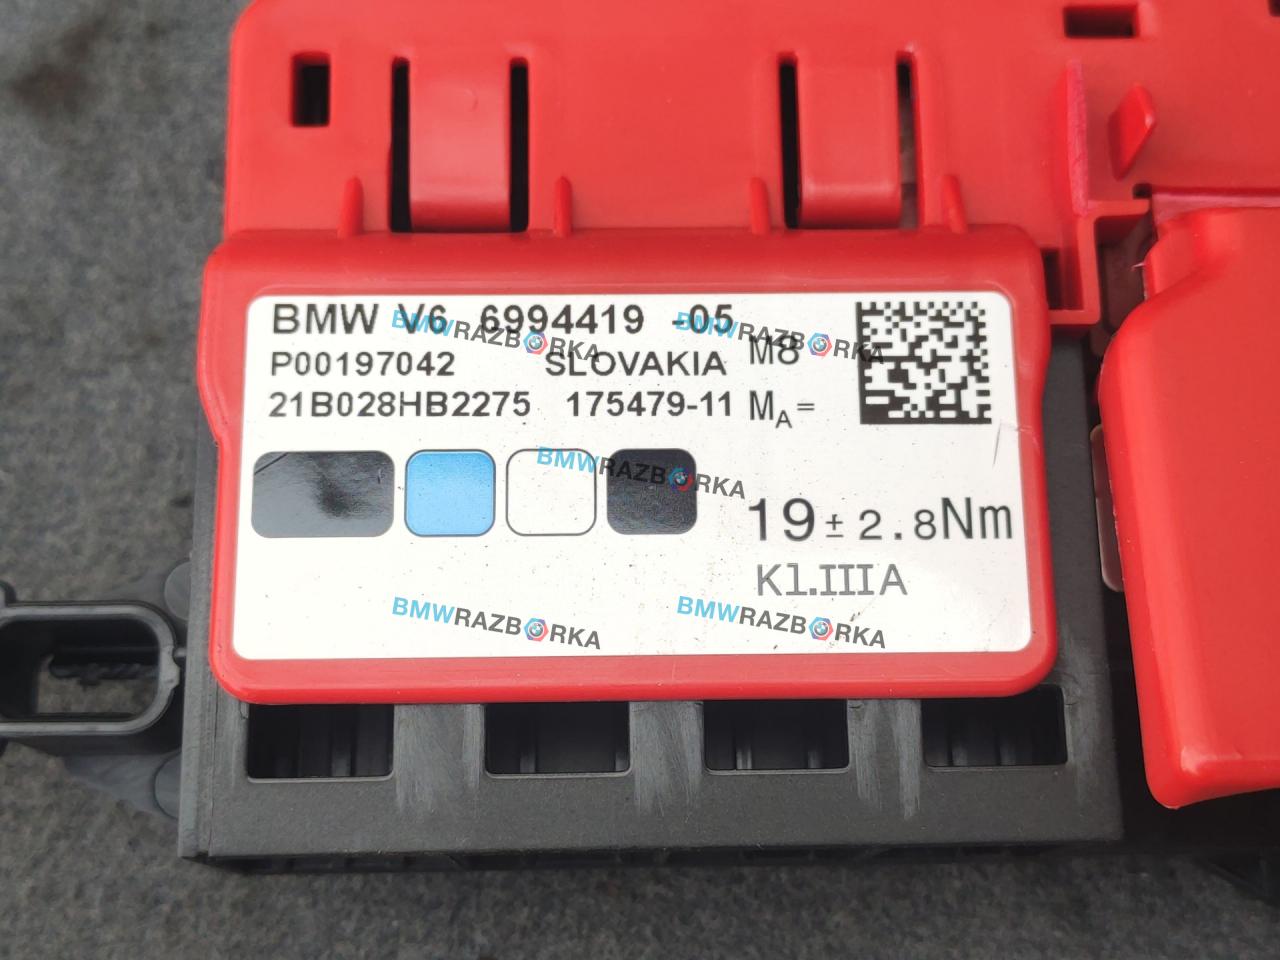 BMW V6 6994419 -05
P00197042 SLOVAKIA M8
21B028HB2275 175479-11 MA=
19 ± 2.8Nm
Kl.IIIA
BMWRAZBORKA
BMWRAZBORKA
BMWRAZBORKA
BMWRAZBORKA
BMWRAZBORKA